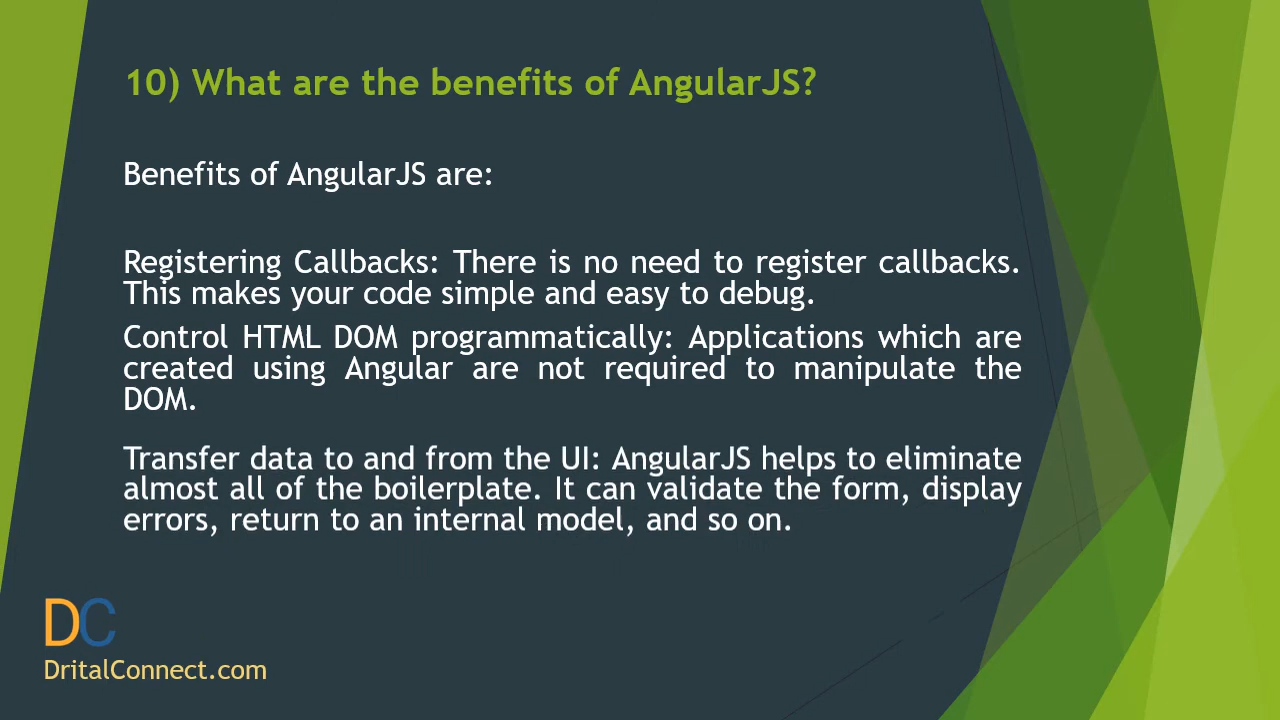 10) What are the benefits of AngularJS?
Benefits of AngularJS are:
Registering Callbacks: There is no need to register callbacks.
This makes your code simple and easy to debug.
Control HTML DOM programmatically: Applications which are
created using Angular are not required to manipulate the
DOM.
Transfer data to and from the UI: AngularJS helps to eliminate
almost all of the boilerplate. It can validate the form, display
errors, return to an internal model, and so on.
DC
DritalConnect.com